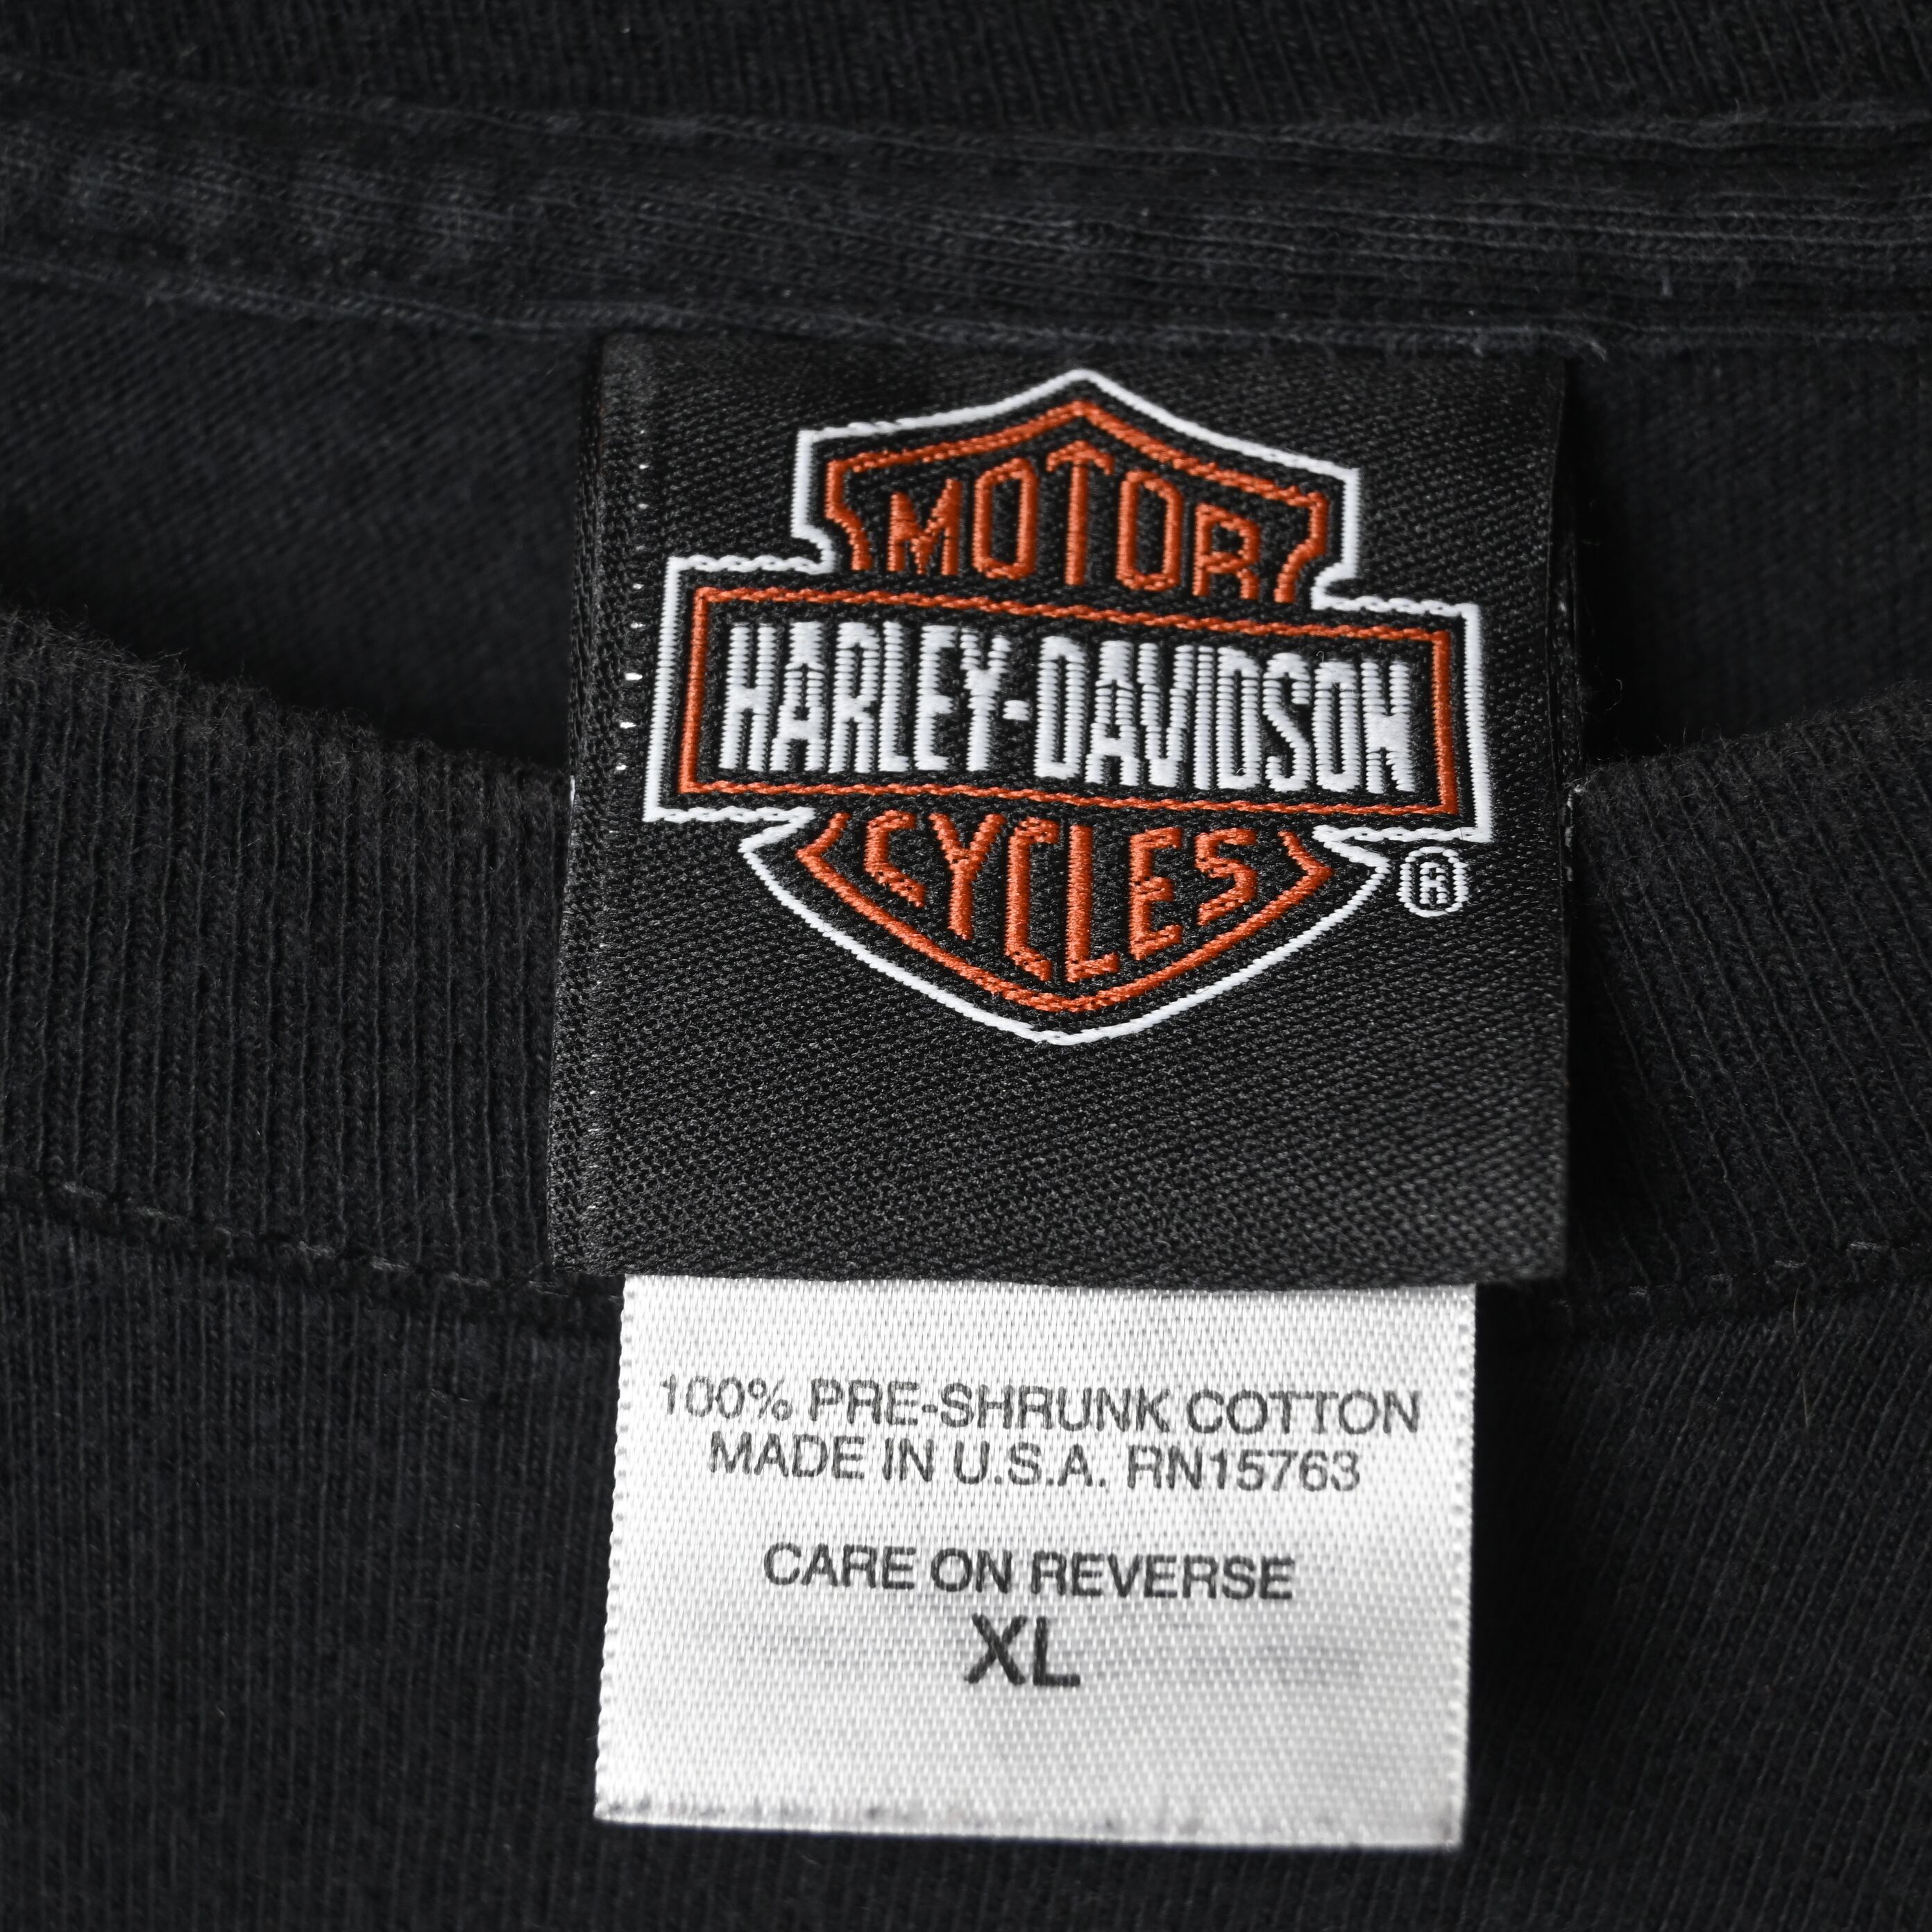 MOTOR
HARLEY-DAVIDSON
CYCLES
®
100% PRE-SHRUNK COTTON
MADE IN U.S.A. RN15763
CARE ON REVERSE
XL